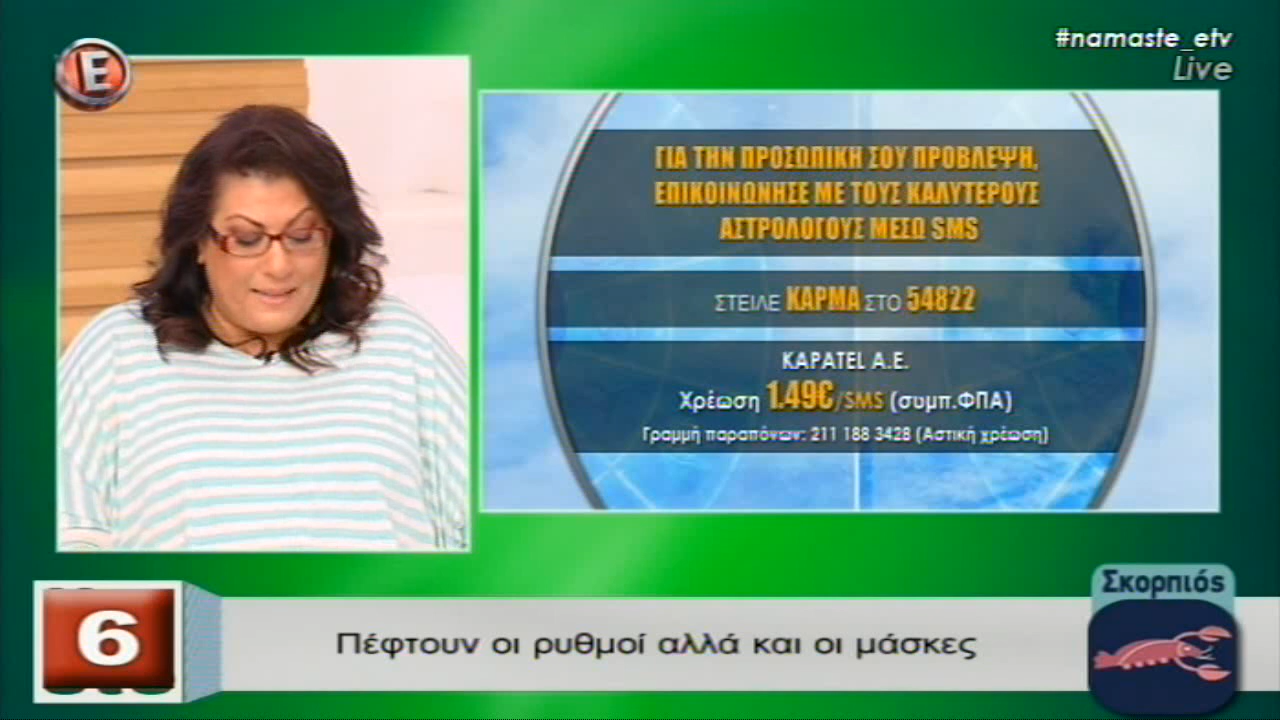 E
#namaste_etv
Live
ΓΙΑ ΤΗΝ ΠΡΟΣΩΠΙΚΗ ΣΟΥ ΠΡΟΒΛΕΨΗ,
ΕΠΙΚΟΙΝΩΝΗΣΕ ΜΕ ΤΟΥΣ ΚΑΛΥΤΕΡΟΥΣ
ΑΣΤΡΟΛΟΓΟΥΣ ΜΕΣΩ SMS
ΣΤΕΙΛΕ ΚΑΡΜΑ ΣΤΟ 54822
ΚΑΡΑΤΕL Α.Ε.
Χρέωση 1.49€/SMS (συμπ.ΦΠΑ)
Γραμμή παραπόνων: 211 188 3428 (Αστική χρέωση)
Σκορπιός
6
Πέφτουν οι ρυθμοί αλλά και οι μάσκες